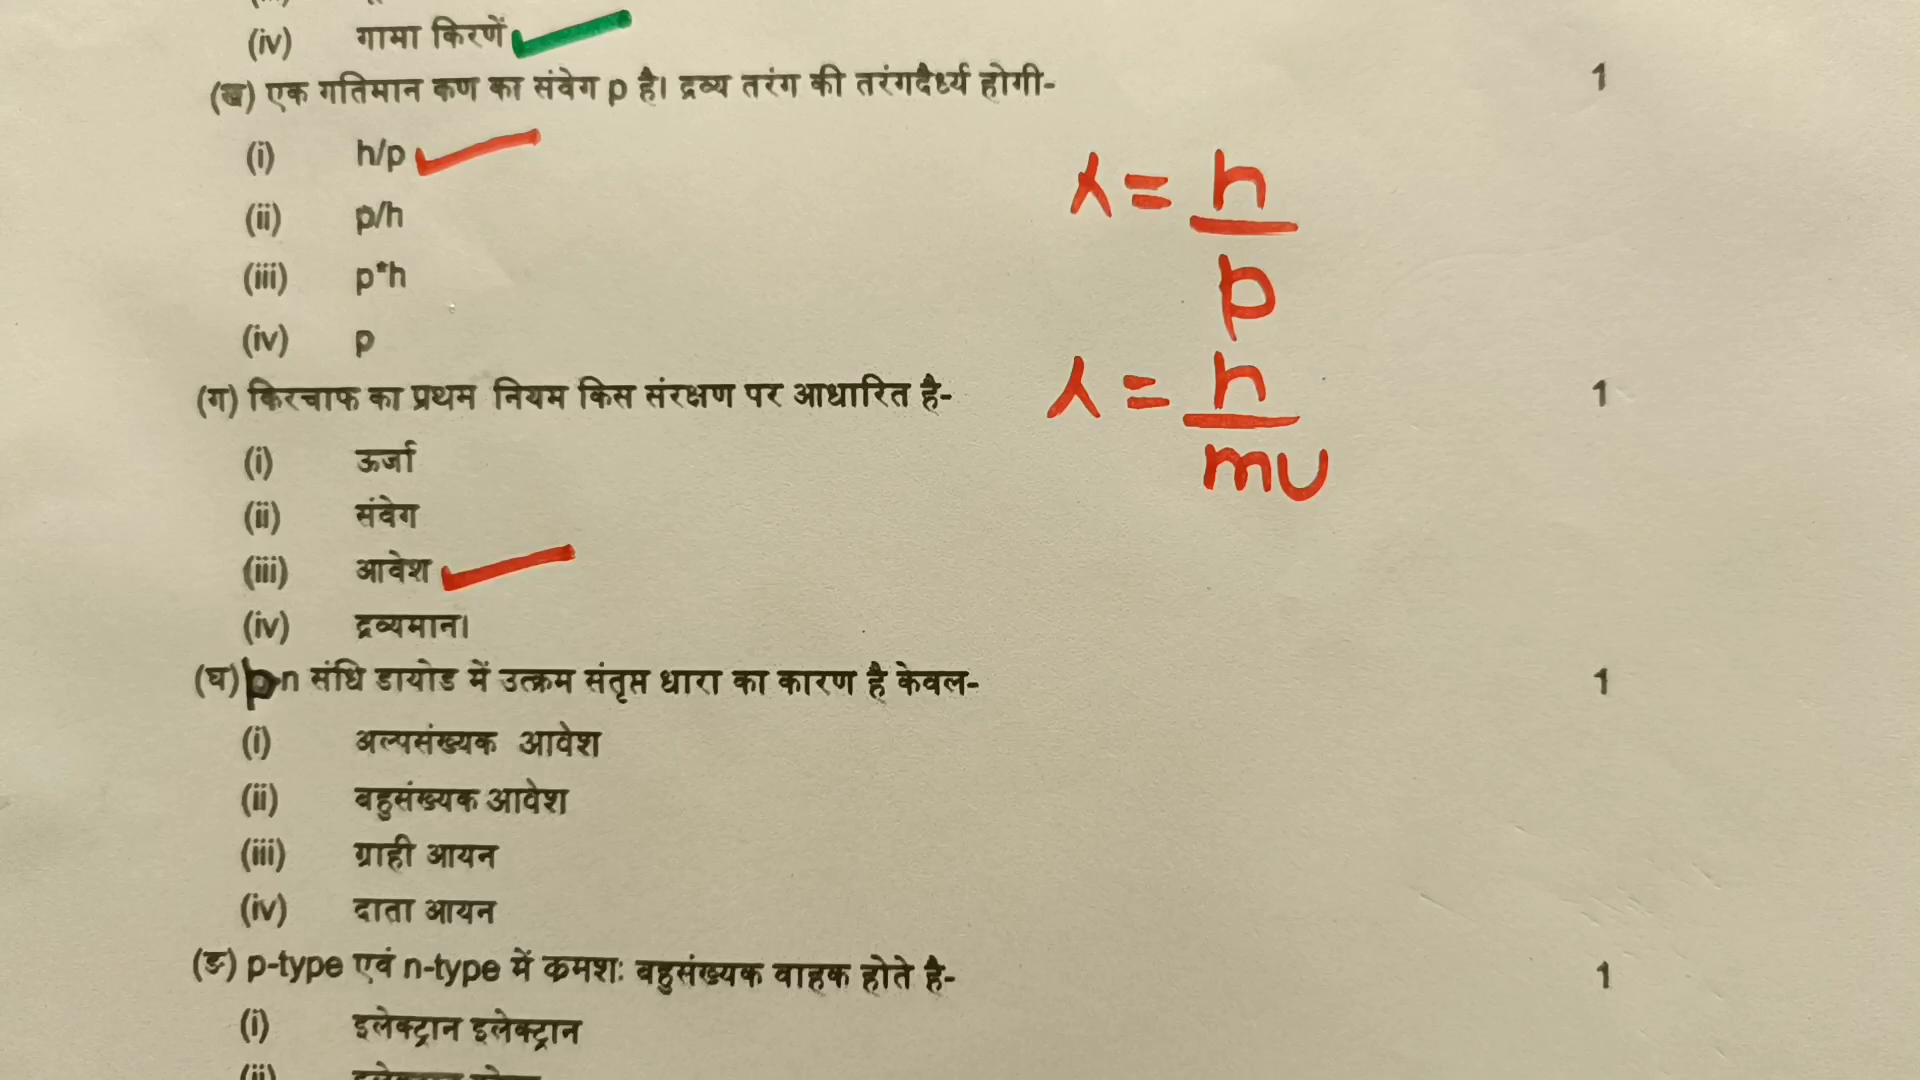 (iv) गामा किरणें
(ख) एक गतिमान कण का संवेग p है। द्रव्य तरंग की तरंगदैर्ध्य होगी- 1
(i) h/p
(ii) p/h
(iii) p*h
(iv) p
λ = h
p
λ = h
mυ
(ग) किरचाफ का प्रथम नियम किस संरक्षण पर आधारित है- 1
(i) ऊर्जा
(ii) संवेग
(iii) आवेश
(iv) द्रव्यमान।
(घ) p-n संधि डायोड में उत्क्रम संतृप्त धारा का कारण है केवल- 1
(i) अल्पसंख्यक आवेश
(ii) बहुसंख्यक आवेश
(iii) ग्राही आयन
(iv) दाता आयन
(ङ) p-type एवं n-type में क्रमशः बहुसंख्यक वाहक होते है- 1
(i) इलेक्ट्रान इलेक्ट्रान
(ii)